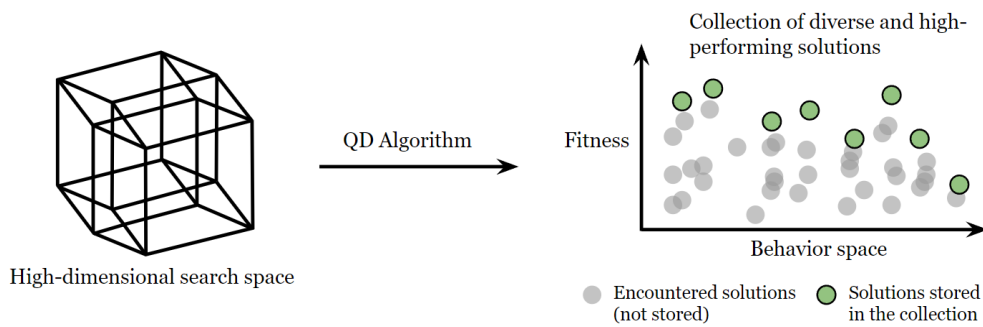 High-dimensional search space
QD Algorithm
Collection of diverse and high-
performing solutions
Fitness
Behavior space
Encountered solutions
(not stored)
Solutions stored
in the collection